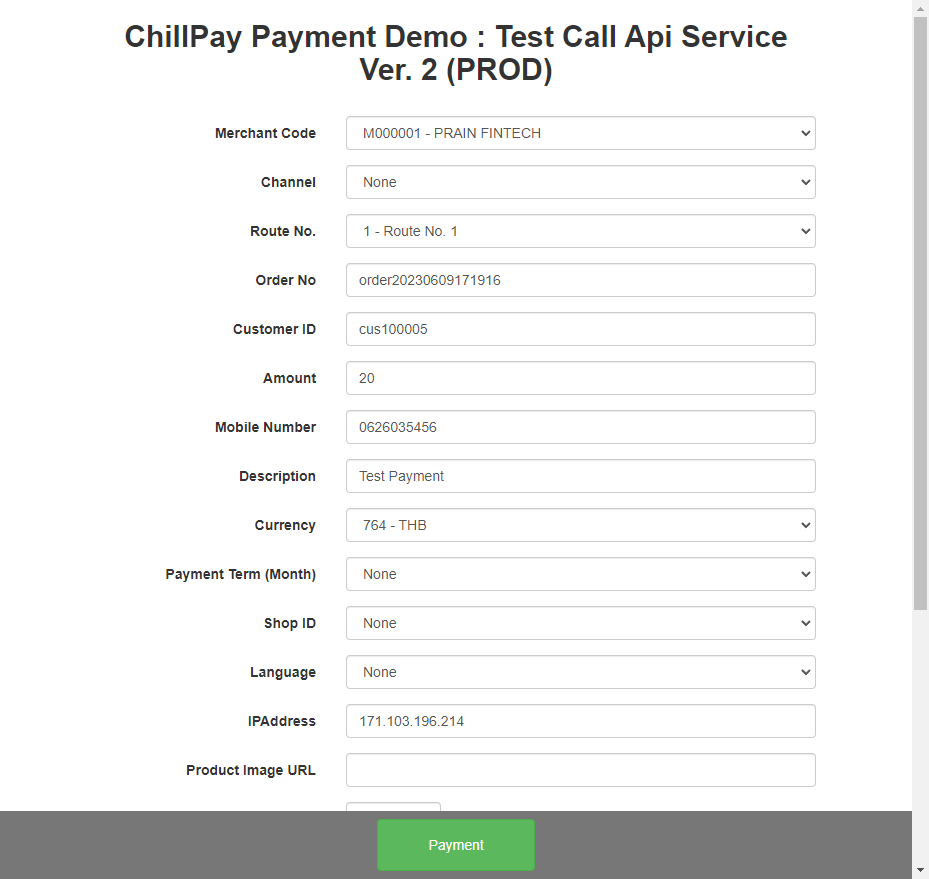 ChillPay Payment Demo : Test Call Api Service
Ver. 2 (PROD)
Merchant Code M000001 - PRAIN FINTECH
Channel None
Route No. 1 - Route No. 1
Order No order20230609171916
Customer ID cus100005
Amount 20
Mobile Number 0626035456
Description Test Payment
Currency 764 - THB
Payment Term (Month) None
Shop ID None
Language None
IPAddress 171.103.196.214
Product Image URL
Payment